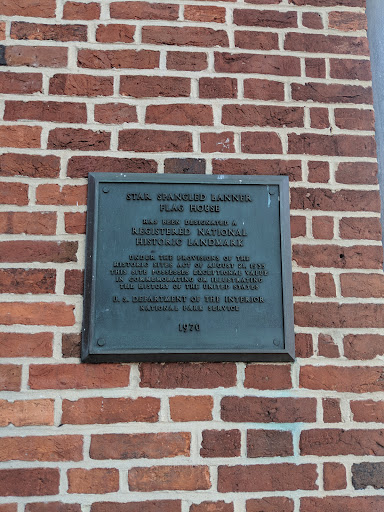 STAR SPANGLED BANNER
FLAG HOUSE
HAS BEEN DESIGNATED A
REGISTERED NATIONAL
HISTORIC LANDMARK
UNDER THE PROVISIONS OF THE
HISTORIC SITES ACT OF AUGUST 21, 1935
THIS SITE POSSESSES EXCEPTIONAL VALUE
IN COMMEMORATING OR ILLUSTRATING
THE HISTORY OF THE UNITED STATES
U. S. DEPARTMENT OF THE INTERIOR
NATIONAL PARK SERVICE
1970